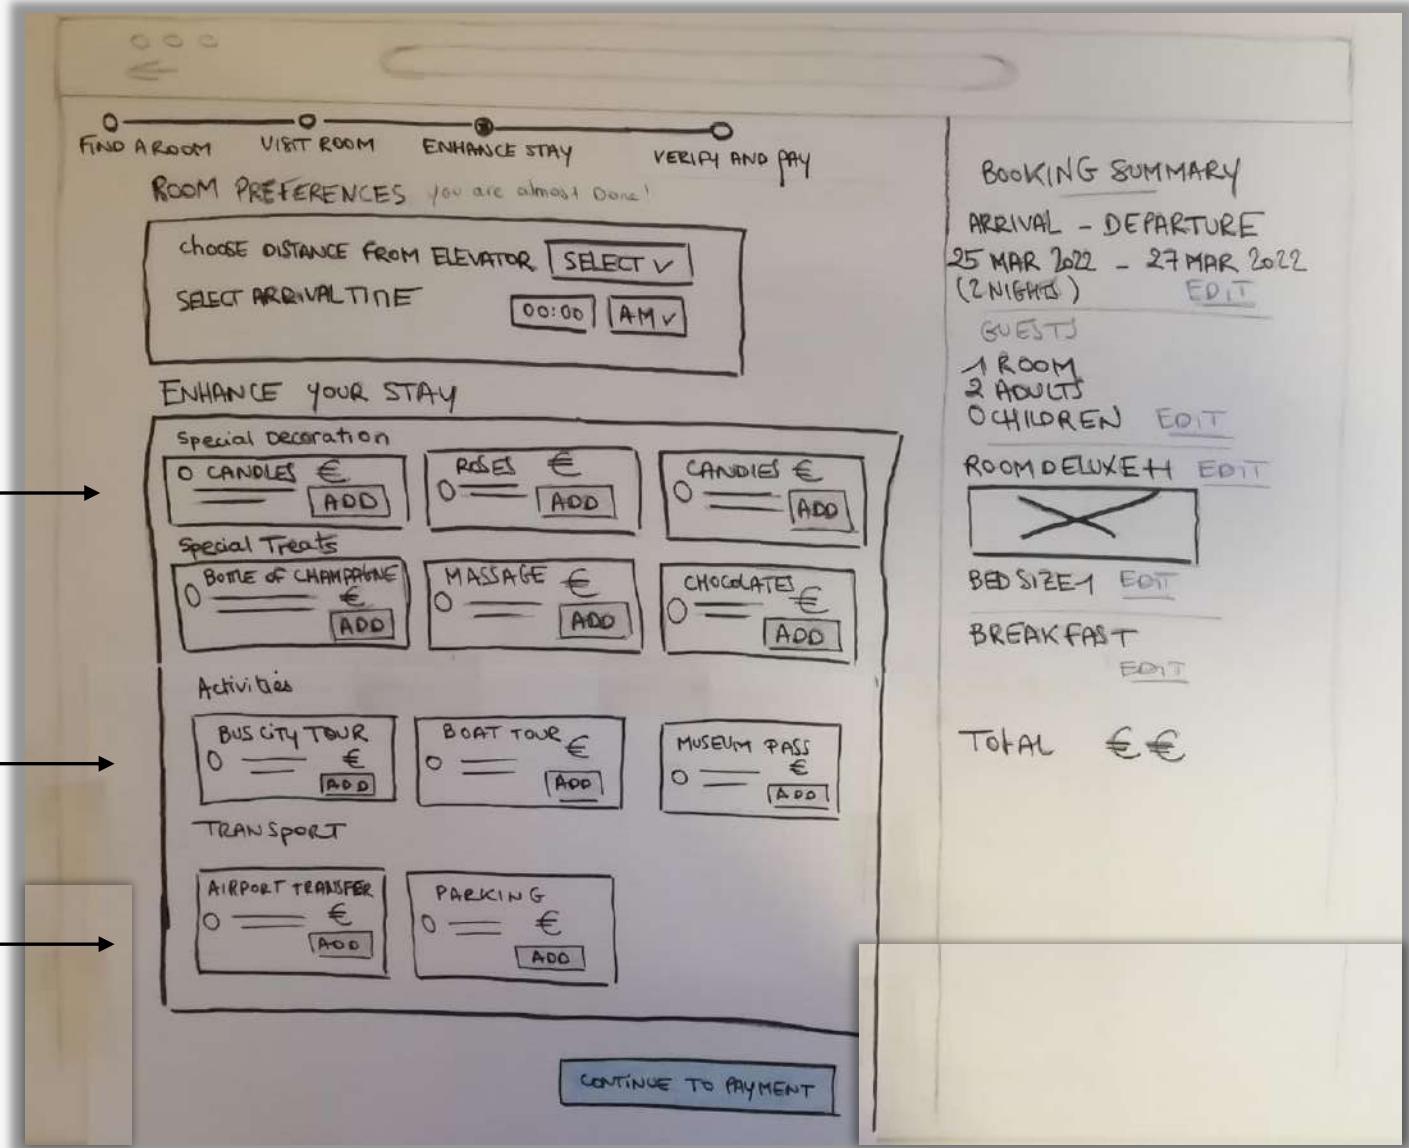 FIND A ROOM
VISIT ROOM
ENHANCE STAY
VERIFY AND PAY
ROOM PREFERENCES you are almost Done!
choose DISTANCE FROM ELEVATOR SELECT
SELECT ARRIVAL TIME 00:00 AM
ENHANCE YOUR STAY
Special Decoration
CANDLES €
ADD
ROSES €
ADD
CANDIES €
ADD
Special Treats
BOTTLE OF CHAMPAGNE
€
ADD
MASSAGE €
ADD
CHOCOLATES €
ADD
Activities
BUS CITY TOUR
€
ADD
BOAT TOUR €
ADD
MUSEUM PASS
€
ADD
TRANSPORT
AIRPORT TRANSFER
€
ADD
PARKING
€
ADD
CONTINUE TO PAYMENT
BOOKING SUMMARY
ARRIVAL - DEPARTURE
25 MAR 2022 - 27 MAR 2022
(2 NIGHTS) EDIT
GUESTS
1 ROOM
2 ADULTS
0 CHILDREN EDIT
ROOM DELUXE ++ EDIT
BED SIZE 1 EDIT
BREAKFAST
EDIT
TOTAL €€